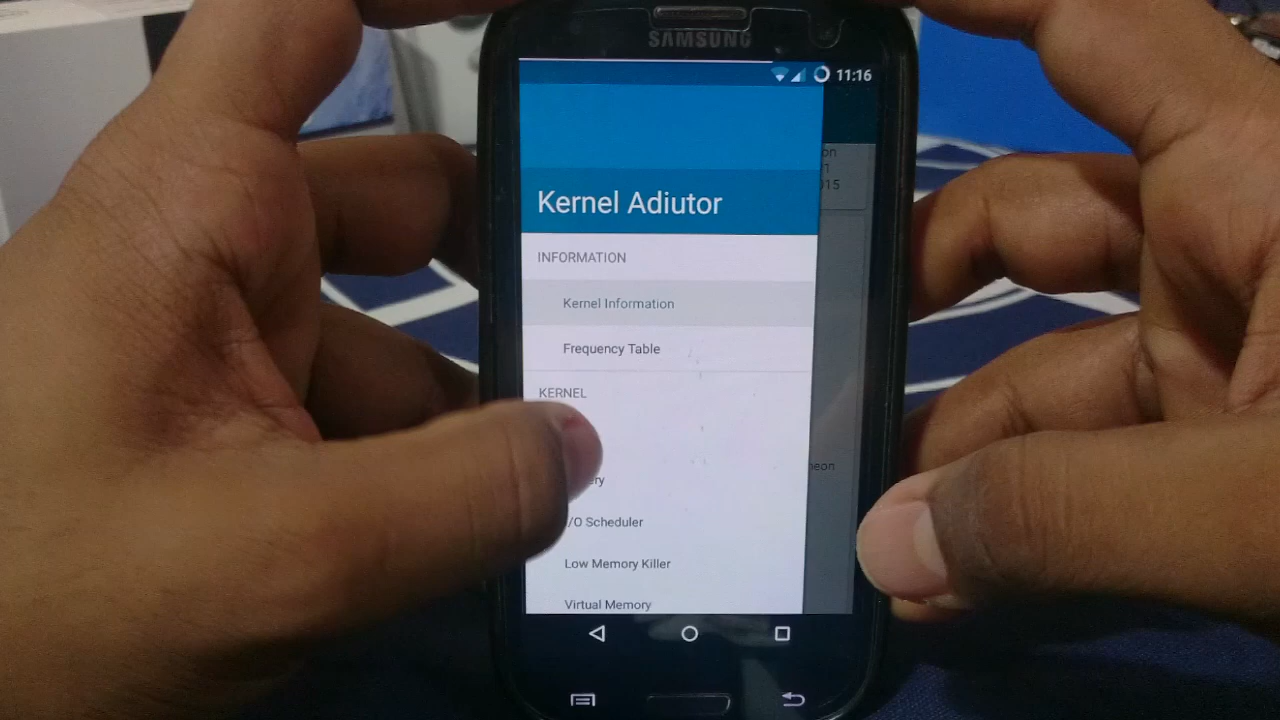 SAMSUNG
11:16
Kernel Adiutor
INFORMATION
Kernel Information
Frequency Table
KERNEL
I/O Scheduler
Low Memory Killer
Virtual Memory